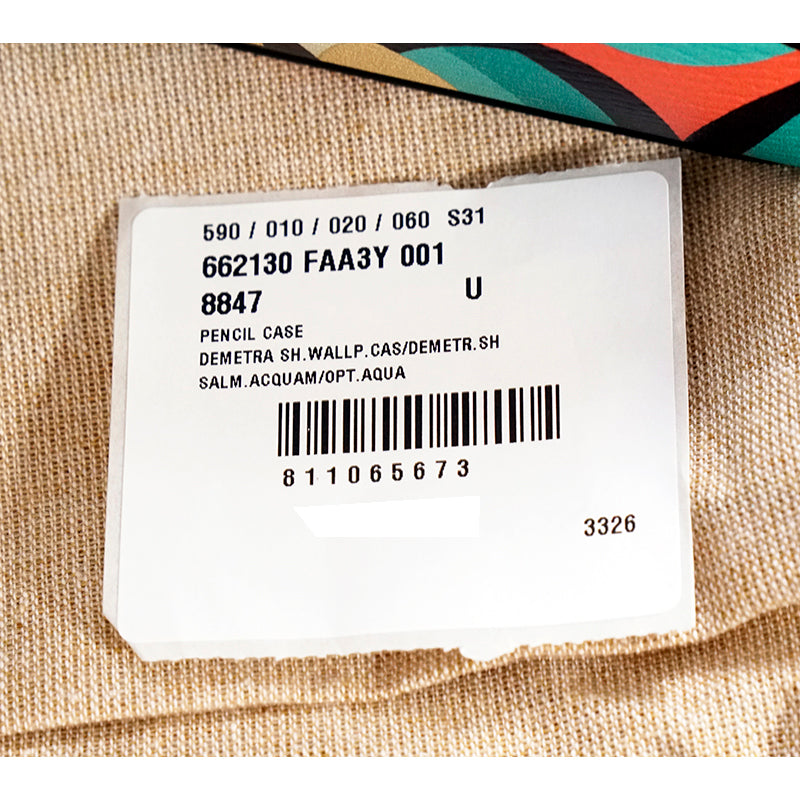 590 / 010 / 020 / 060 S31
662130 FAA3Y 001
8847 U
PENCIL CASE
DEMETRA SH.WALLP.CAS/DEMETR.SH
SALM.ACQUAM/OPT.AQUA
811065673
3326